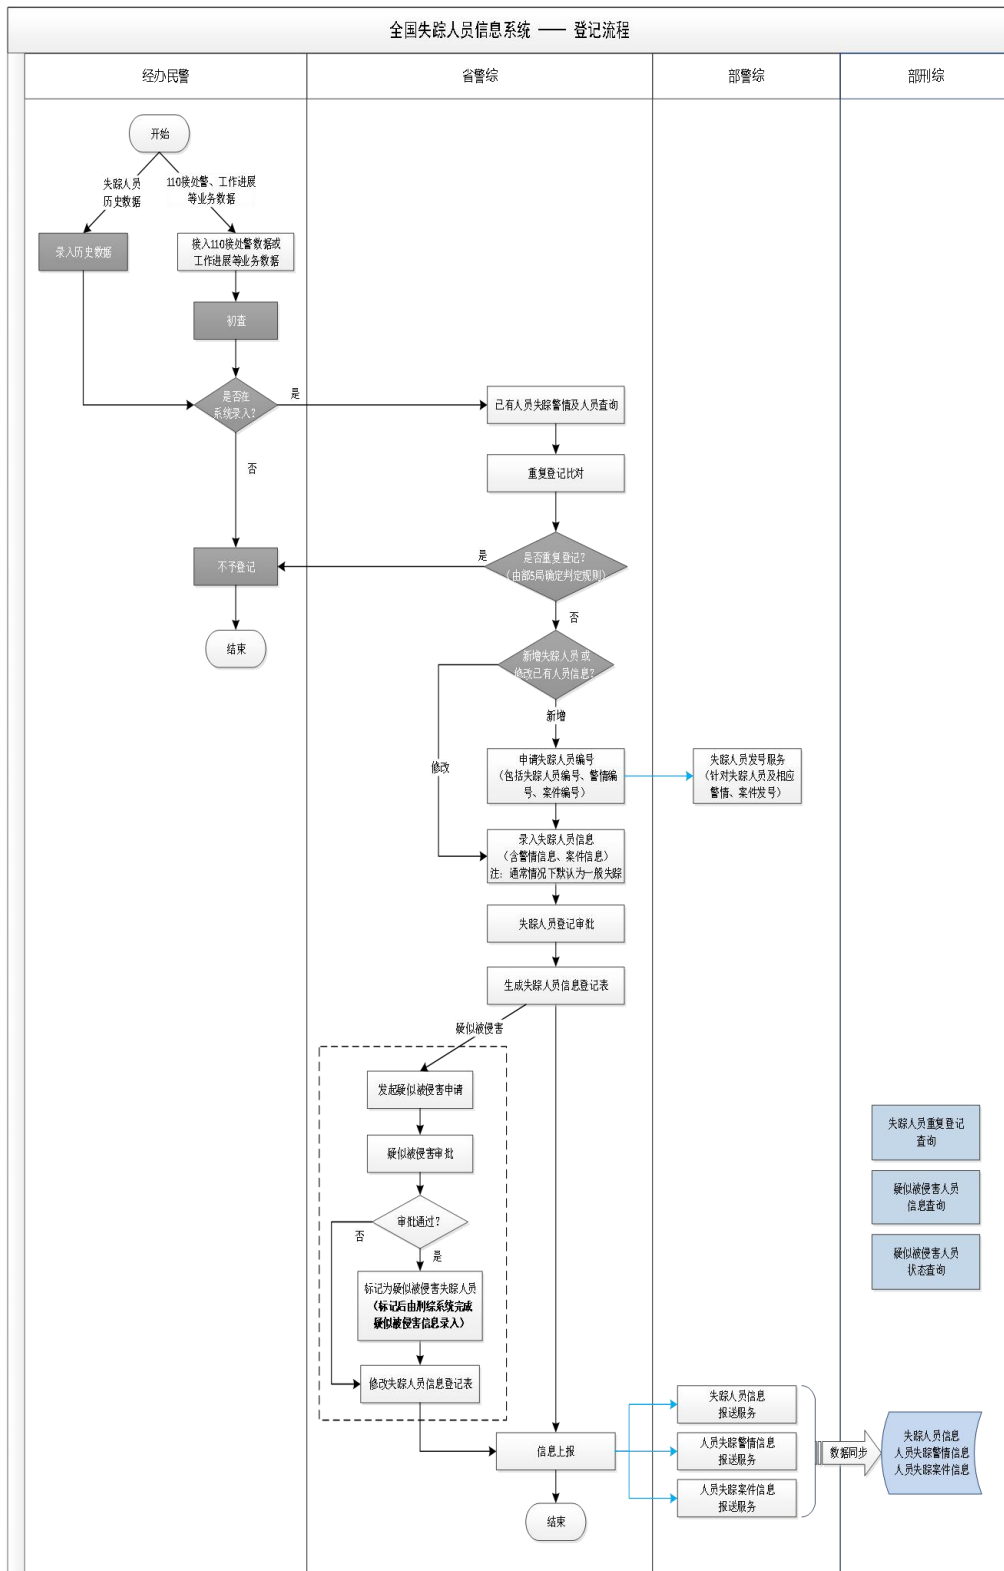 全国失踪人员信息系统 —— 登记流程
经办民警
省警综
部警综
部刑综
开始
失踪人员
历史数据
110接处警、工作进展
等业务数据
录入历史数据
接入110接处警数据或
工作进展等业务数据
初查
是否在
系统录入?
是
已有人员失踪警情及人员查询
否
重复登记比对
不予登记
是
是否重复登记?
（由部5局确定判定规则）
结束
否
新增失踪人员 或
修改已有人员信息?
新增
修改
申请失踪人员编号
（包括失踪人员编号、警情编
号、案件编号）
失踪人员发号服务
（针对失踪人员及相应
警情、案件发号）
录入失踪人员信息
（含警情信息、案件信息）
注: 通常情况下默认为一般失踪
失踪人员登记审批
生成失踪人员信息登记表
疑似被侵害
发起疑似被侵害申请
疑似被侵害审批
审批通过?
否
是
标记为疑似被侵害失踪人员
（标记后由刑综系统完成
疑似被侵害信息录入）
修改失踪人员信息登记表
失踪人员重复登记
查询
疑似被侵害人员
信息查询
疑似被侵害人员
状态查询
信息上报
结束
失踪人员信息
报送服务
人员失踪警情信息
报送服务
人员失踪案件信息
报送服务
数据同步
失踪人员信息
人员失踪警情信息
人员失踪案件信息